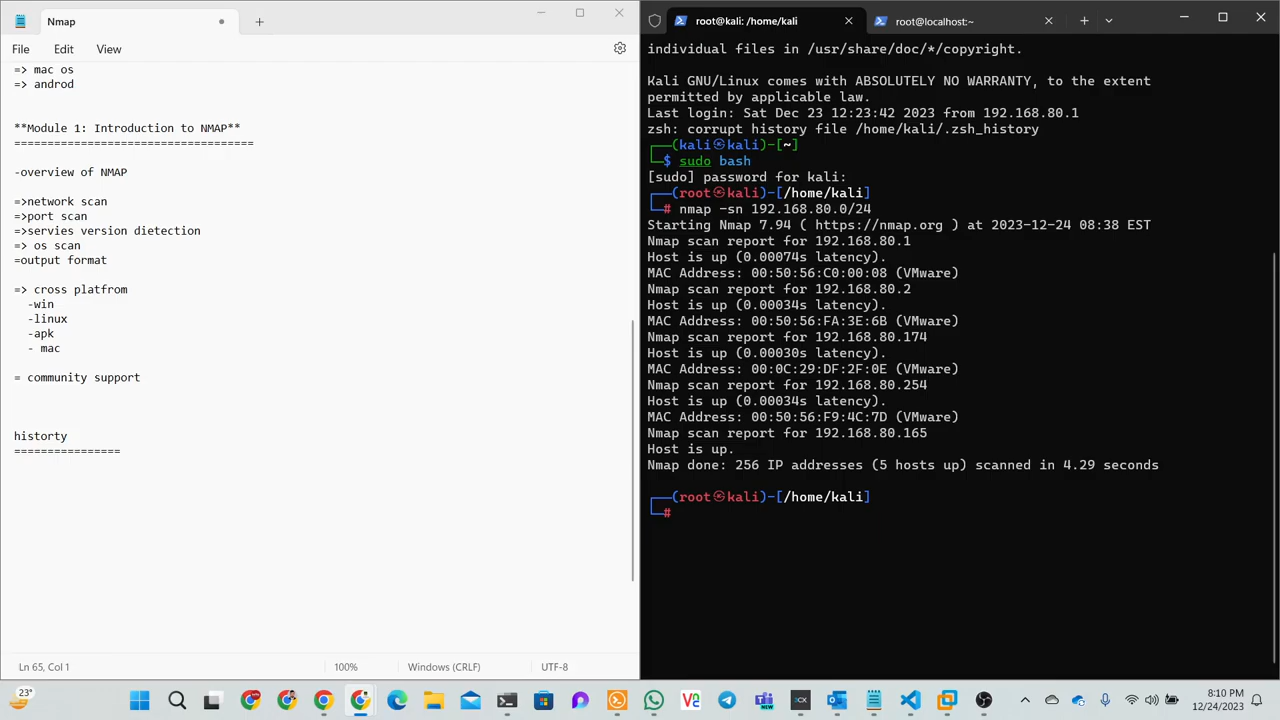 Nmap
File
Edit
View
=> mac os
=> androd
**Module 1: Introduction to NMAP**
====================================
-overview of NMAP
=>network scan
=>port scan
=>servies version dietection
=> os scan
=output format
=> cross platfrom
-win
-linux
-apk
- mac
= community support
historty
================
Ln 65, Col 1
100%
Windows (CRLF)
UTF-8
root@kali: /home/kali
root@localhost:~
individual files in /usr/share/doc/*/copyright.
Kali GNU/Linux comes with ABSOLUTELY NO WARRANTY, to the extent
permitted by applicable law.
Last login: Sat Dec 23 12:23:42 2023 from 192.168.80.1
zsh: corrupt history file /home/kali/.zsh_history
┌──(kali㉿kali)-[~]
└─$ sudo bash
[sudo] password for kali:
┌──(root㉿kali)-[/home/kali]
└─# nmap -sn 192.168.80.0/24
Starting Nmap 7.94 ( https://nmap.org ) at 2023-12-24 08:38 EST
Nmap scan report for 192.168.80.1
Host is up (0.00074s latency).
MAC Address: 00:50:56:C0:00:08 (VMware)
Nmap scan report for 192.168.80.2
Host is up (0.00034s latency).
MAC Address: 00:50:56:FA:3E:6B (VMware)
Nmap scan report for 192.168.80.174
Host is up (0.00030s latency).
MAC Address: 00:0C:29:DF:2F:0E (VMware)
Nmap scan report for 192.168.80.254
Host is up (0.00034s latency).
MAC Address: 00:50:56:F9:4C:7D (VMware)
Nmap scan report for 192.168.80.165
Host is up.
Nmap done: 256 IP addresses (5 hosts up) scanned in 4.29 seconds
┌──(root㉿kali)-[/home/kali]
└─#
23°
8:10 PM
12/24/2023